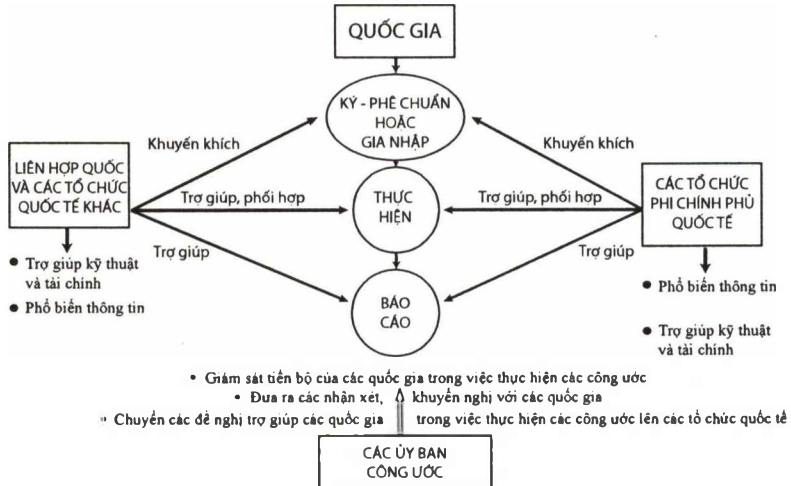 QUỐC GIA
KÝ - PHÊ CHUẨN
HOẶC
GIA NHẬP
Khuyến khích
Khuyến khích
LIÊN HỢP QUỐC
VÀ CÁC TỔ CHỨC
QUỐC TẾ KHÁC
Trợ giúp, phối hợp
THỰC
HIỆN
Trợ giúp, phối hợp
CÁC TỔ CHỨC
PHI CHÍNH PHỦ
QUỐC TẾ
Trợ giúp
Trợ giúp
• Trợ giúp kỹ thuật
và tài chính
• Phổ biến thông tin
BÁO
CÁO
• Phổ biến thông tin
• Trợ giúp kỹ thuật
và tài chính
• Giám sát tiến bộ của các quốc gia trong việc thực hiện các công ước
• Đưa ra các nhận xét, khuyến nghị với các quốc gia
• Chuyển các đề nghị trợ giúp các quốc gia trong việc thực hiện các công ước lên các tổ chức quốc tế
CÁC ỦY BAN
CÔNG ƯỚC